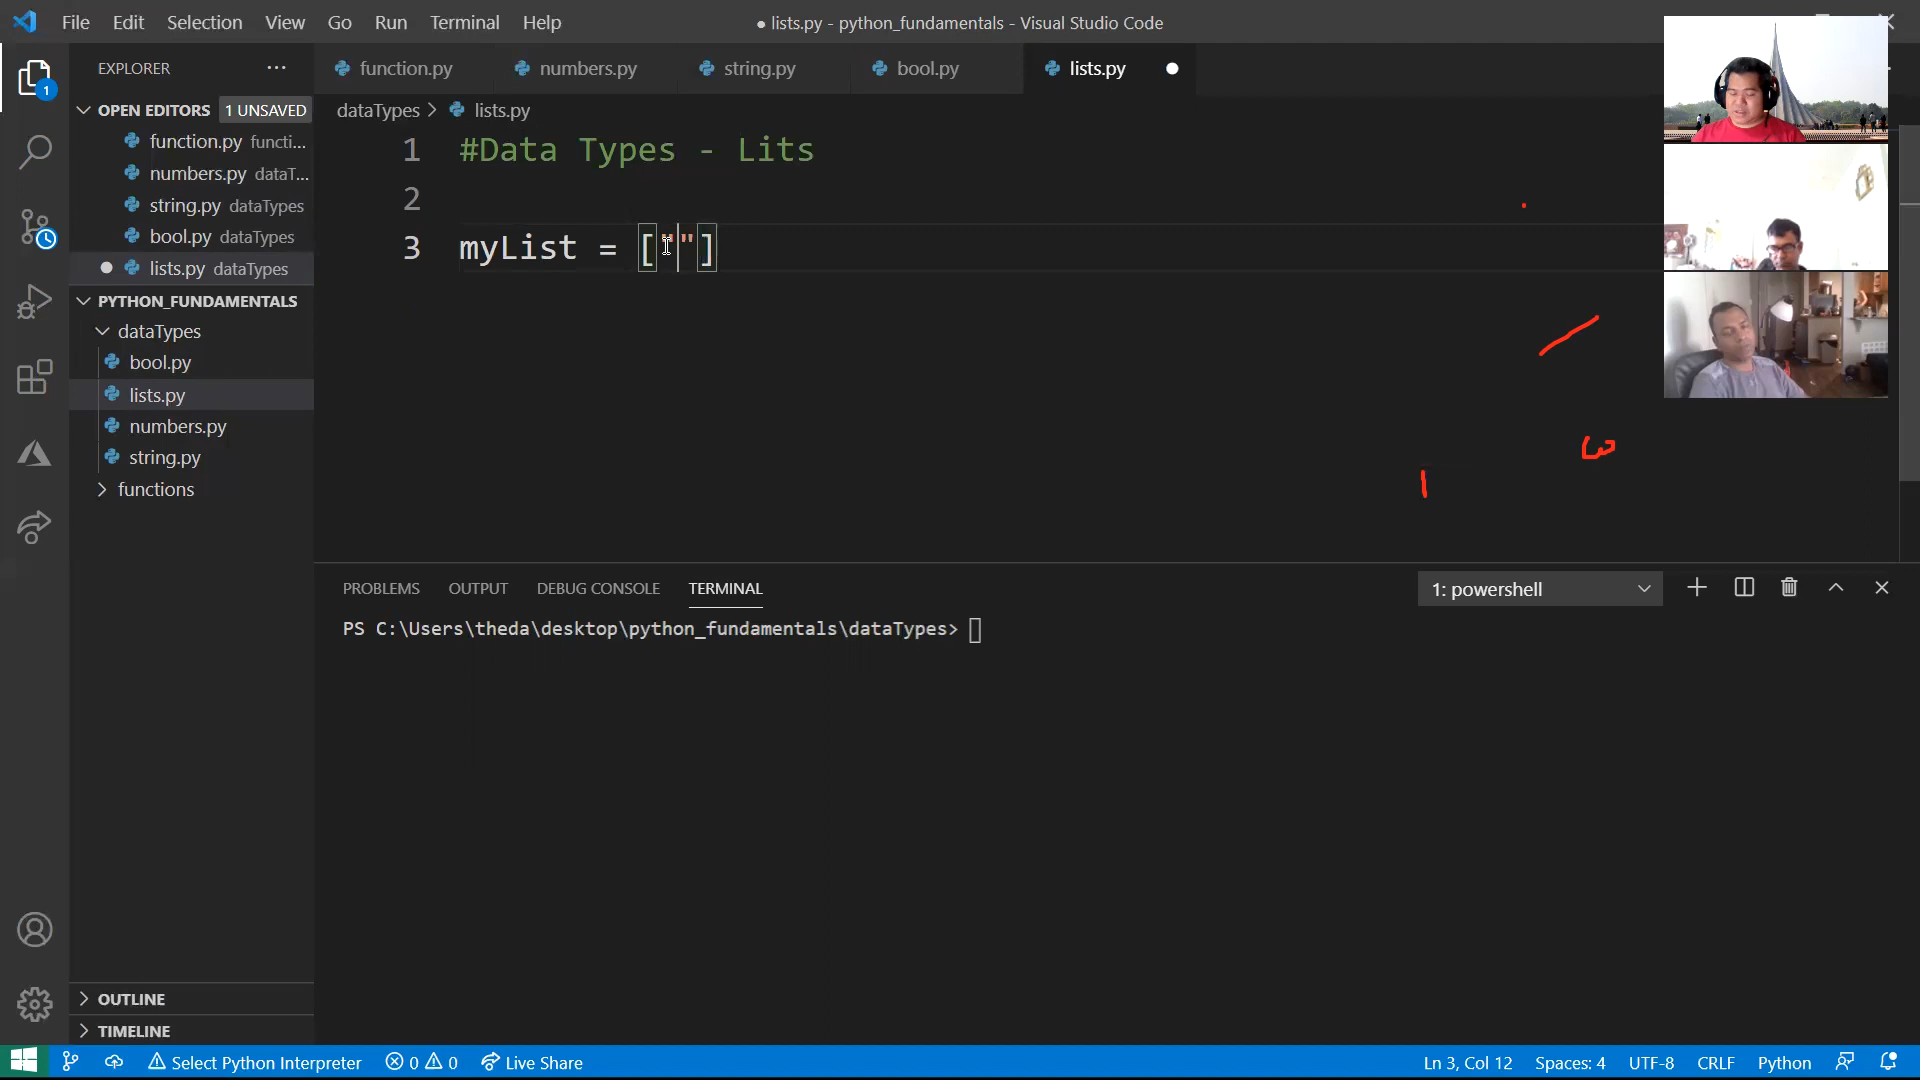 File Edit Selection View Go Run Terminal Help
● lists.py - python_fundamentals - Visual Studio Code
EXPLORER ···
function.py numbers.py string.py bool.py lists.py
OPEN EDITORS 1 UNSAVED
function.py functi...
numbers.py dataT...
string.py dataTypes
bool.py dataTypes
lists.py dataTypes
PYTHON_FUNDAMENTALS
dataTypes
bool.py
lists.py
numbers.py
string.py
functions
OUTLINE
TIMELINE
dataTypes > lists.py
1 #Data Types - Lits
2
3 myList = [""]
PROBLEMS OUTPUT DEBUG CONSOLE TERMINAL
1: powershell
PS C:\Users\theda\desktop\python_fundamentals\dataTypes>
1
Select Python Interpreter 0 0 Live Share
Ln 3, Col 12 Spaces: 4 UTF-8 CRLF Python